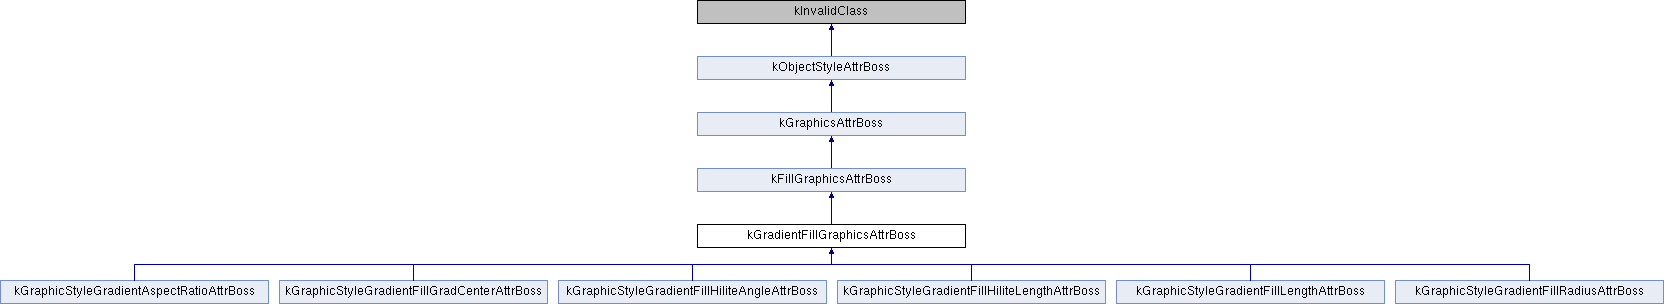 kInvalidClass
kObjectStyleAttrBoss
kGraphicsAttrBoss
kFillGraphicsAttrBoss
kGradientFillGraphicsAttrBoss
kGraphicStyleGradientAspectRatioAttrBoss
kGraphicStyleGradientFillGradCenterAttrBoss
kGraphicStyleGradientFillHiliteAngleAttrBoss
kGraphicStyleGradientFillHiliteLengthAttrBoss
kGraphicStyleGradientFillLengthAttrBoss
kGraphicStyleGradientFillRadiusAttrBoss